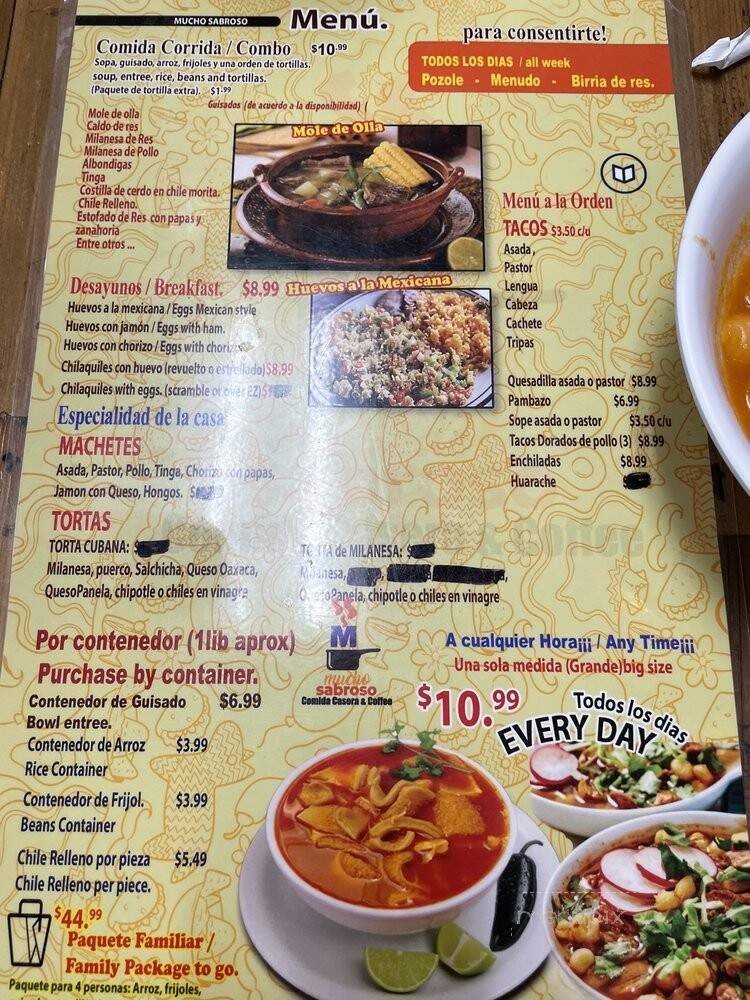 MUCHO SABROSO
Menú.
Comida Corrida / Combo $10.99
Sopa, guisado, arroz, frijoles y una orden de tortillas.
soup, entree, rice, beans and tortillas.
(Paquete de tortilla extra). $1.99
Guisados (de acuerdo a la disponibilidad) (
Mole de olla
Caldo de res
Milanesa de Res
Milanesa de Pollo
Albondigas
Tinga
Costilla de cerdo en chile morita.
Chile Relleno.
Estofado de Res con papas y
zanahoria
Entre otros ...
Mole de Olla
para consentirte!
TODOS LOS DIAS / all week
Pozole - Menudo - Birria de res.
Menú a la Orden
TACOS $3.50 c/u
Asada,
Pastor
Lengua
Cabeza
Cachete
Tripas
Quesadilla asada o pastor $8.99
Pambazo $6.99
Sope asada o pastor $3.50 c/u
Tacos Dorados de pollo (3) $8.99
Enchiladas $8.99
Huarache
Desayunos / Breakfast. $8.99
Huevos a la Mexicana
Huevos a la mexicana / Eggs Mexican style
Huevos con jamón / Eggs with ham.
Huevos con chorizo / Eggs with chorizo
Chilaquiles con huevo (revuelto o estrellado) $8.99
Chilaquiles with eggs. (scramble or over EZ)
Especialidad de la casa
MACHETES
Asada, Pastor, Pollo, Tinga, Chorizo con papas,
Jamon con Queso, Hongos. $
TORTAS
TORTA CUBANA: $
Milanesa, puerco, Salchicha, Queso Oaxaca,
QuesoPanela, chipotle o chiles en vinagre
TORTA de MILANESA: $
Milanesa,
QuesoPanela, chipotle o chiles en vinagre
Por contenedor (1lib aprox)
Purchase by container.
Contenedor de Guisado $6.99
Bowl entree.
Contenedor de Arroz $3.99
Rice Container
Contenedor de Frijol. $3.99
Beans Container
Chile Relleno por pieza $5.49
Chile Relleno per piece.
$44.99
Paquete Familiar /
Family Package to go.
Paquete para 4 personas: Arroz, frijoles,
M
mucho
sabroso
Comida Casera & Coffee
A cualquier Hora¡¡¡ / Any Time¡¡¡
Una sola medida (Grande)big size
$10.99
Todos los dias
EVERY DAY